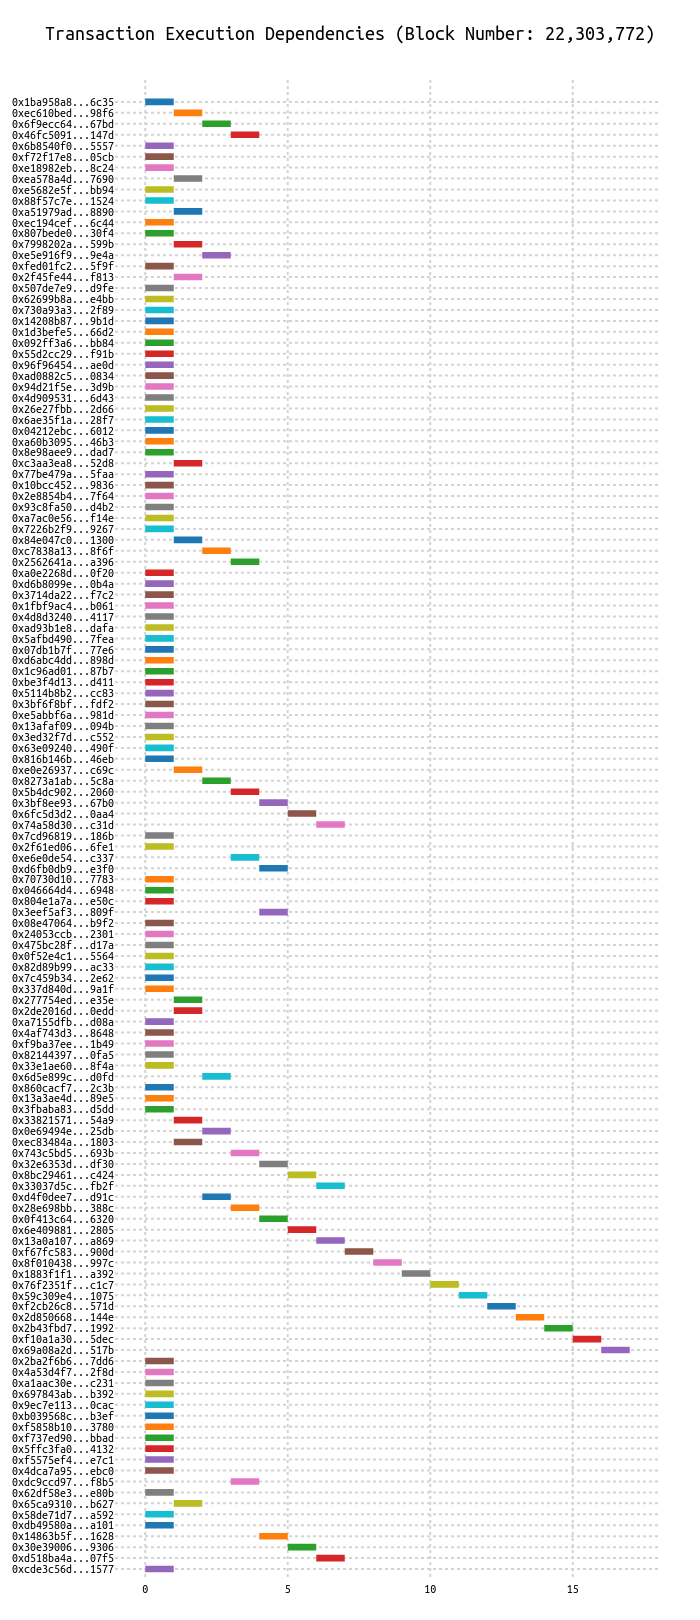 Transaction Execution Dependencies (Block Number: 22,303,772)
0x1ba958a8...6c35
0xec610bed...98f6
0x6f9ecc64...67bd
0x46fc5091...147d
0x6b8540f0...5557
0xf72f17e8...05cb
0xe18982eb...8c24
0xea578a4d...7690
0xe5682e5f...bb94
0x88f57c7e...1524
0xa51979ad...8890
0xec194cef...6c44
0x807bede0...30f4
0x7998202a...599b
0xe5e916f9...9e4a
0xfed01fc2...5f9f
0x2f45fe44...f813
0x507de7e9...d9fe
0x62699b8a...e4bb
0x730a93a3...2f89
0x14208b87...9b1d
0x1d3befe5...66d2
0x092ff3a6...bb84
0x55d2cc29...f91b
0x96f96454...ae0d
0xad0882c5...0834
0x94d21f5e...3d9b
0x4d909531...6d43
0x26e27fbb...2d66
0x6ae35f1a...28f7
0x04212ebc...6012
0xa60b3095...46b3
0x8e98aee9...dad7
0xc3aa3ea8...52d8
0x77be479a...5faa
0x10bcc452...9836
0x2e8854b4...7f64
0x93c8fa50...d4b2
0xa7ac0e56...f14e
0x7226b2f9...9267
0x84e047c0...1300
0xc7838a13...8f6f
0x2562641a...a396
0xa0e2268d...0f20
0xd6b8099e...0b4a
0x3714da22...f7c2
0x1fbf9ac4...b061
0x4d8d3240...4117
0xad93b1e8...dafa
0x5afbd490...7fea
0x07db1b7f...77e6
0xd6abc4dd...898d
0x1c96ad01...87b7
0xbe3f4d13...d411
0x5114b8b2...cc83
0x3bf6f8bf...fdf2
0xe5abbf6a...981d
0x13afaf09...094b
0x3ed32f7d...c552
0x63e09240...490f
0x816b146b...46eb
0xe0e26937...c69c
0x8273a1ab...5c8a
0x5b4dc902...2060
0x3bf8ee93...67b0
0x6fc5d3d2...0aa4
0x74a58d30...c31d
0x7cd96819...186b
0x2f61ed06...6fe1
0xe6e0de54...c337
0xd6fb0db9...e3f0
0x70730d10...7783
0x046664d4...6948
0x804e1a7a...e50c
0x3eef5af3...809f
0x08e47064...b9f2
0x24053ccb...2301
0x475bc28f...d17a
0x0f52e4c1...5564
0x82d89b99...ac33
0x7c459b34...2e62
0x337d840d...9a1f
0x277754ed...e35e
0x2de2016d...0edd
0xa7155dfb...d08a
0x4af743d3...8648
0xf9ba37ee...1b49
0x82144397...0fa5
0x33e1ae60...8f4a
0x6d5e899c...d0fd
0x860cacf7...2c3b
0x13a3ae4d...89e5
0x3fbaba83...d5dd
0x33821571...54a9
0x0e69494e...25db
0xec83484a...1803
0x743c5bd5...693b
0x32e6353d...df30
0x8bc29461...c424
0x33037d5c...fb2f
0xd4f0dee7...d91c
0x28e698bb...388c
0x0f413c64...6320
0x6e409881...2805
0x13a0a107...a869
0xf67fc583...900d
0x8f010438...997c
0x1883f1f1...a392
0x76f2351f...c1c7
0x59c309e4...1075
0xf2cb26c8...571d
0x2d850668...144e
0x2b43fbd7...1992
0xf10a1a30...5dec
0x69a08a2d...517b
0x2ba2f6b6...7dd6
0x4a53d4f7...2f8d
0xa1aac30e...c231
0x697843ab...b392
0x9ec7e113...0cac
0xb039568c...b3ef
0xf5858b10...3780
0xf737ed90...bbad
0x5ffc3fa0...4132
0xf5575ef4...e7c1
0x4dca7a95...ebc0
0xdc9ccd97...f8b5
0x62df58e3...e80b
0x65ca9310...b627
0x58de71d7...a592
0xdb49580a...a101
0x14863b5f...1628
0x30e39006...9306
0xd518ba4a...07f5
0xcde3c56d...1577
0 5 10 15